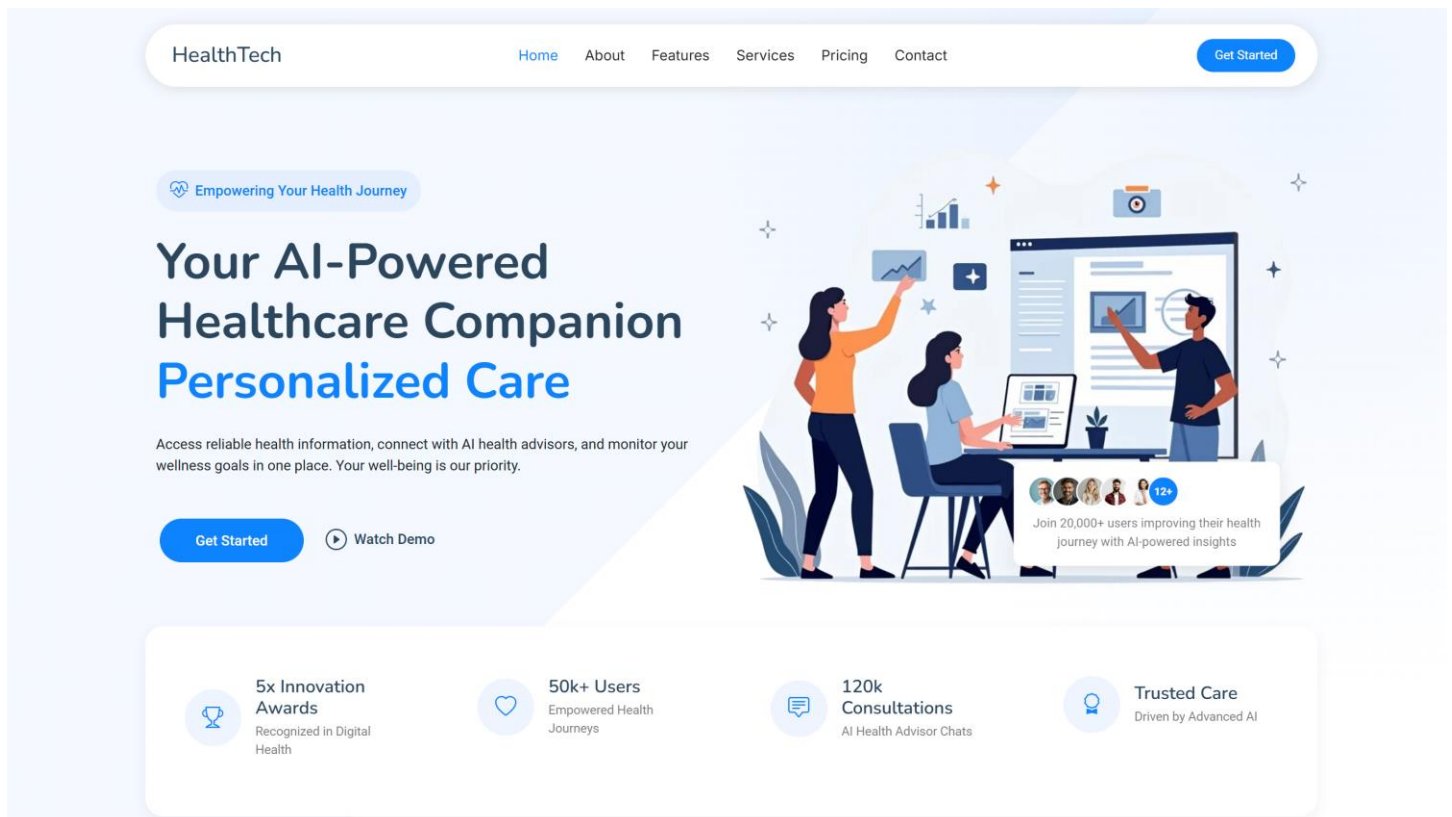 HealthTech
Home
About
Features
Services
Pricing
Contact
Get Started
Empowering Your Health Journey
Your AI-Powered
Healthcare Companion
Personalized Care
Access reliable health information, connect with AI health advisors, and monitor your
wellness goals in one place. Your well-being is our priority.
Get Started
Watch Demo
12+
Join 20,000+ users improving their health
journey with AI-powered insights
5x Innovation
Awards
Recognized in Digital
Health
50k+ Users
Empowered Health
Journeys
120k
Consultations
AI Health Advisor Chats
Trusted Care
Driven by Advanced AI